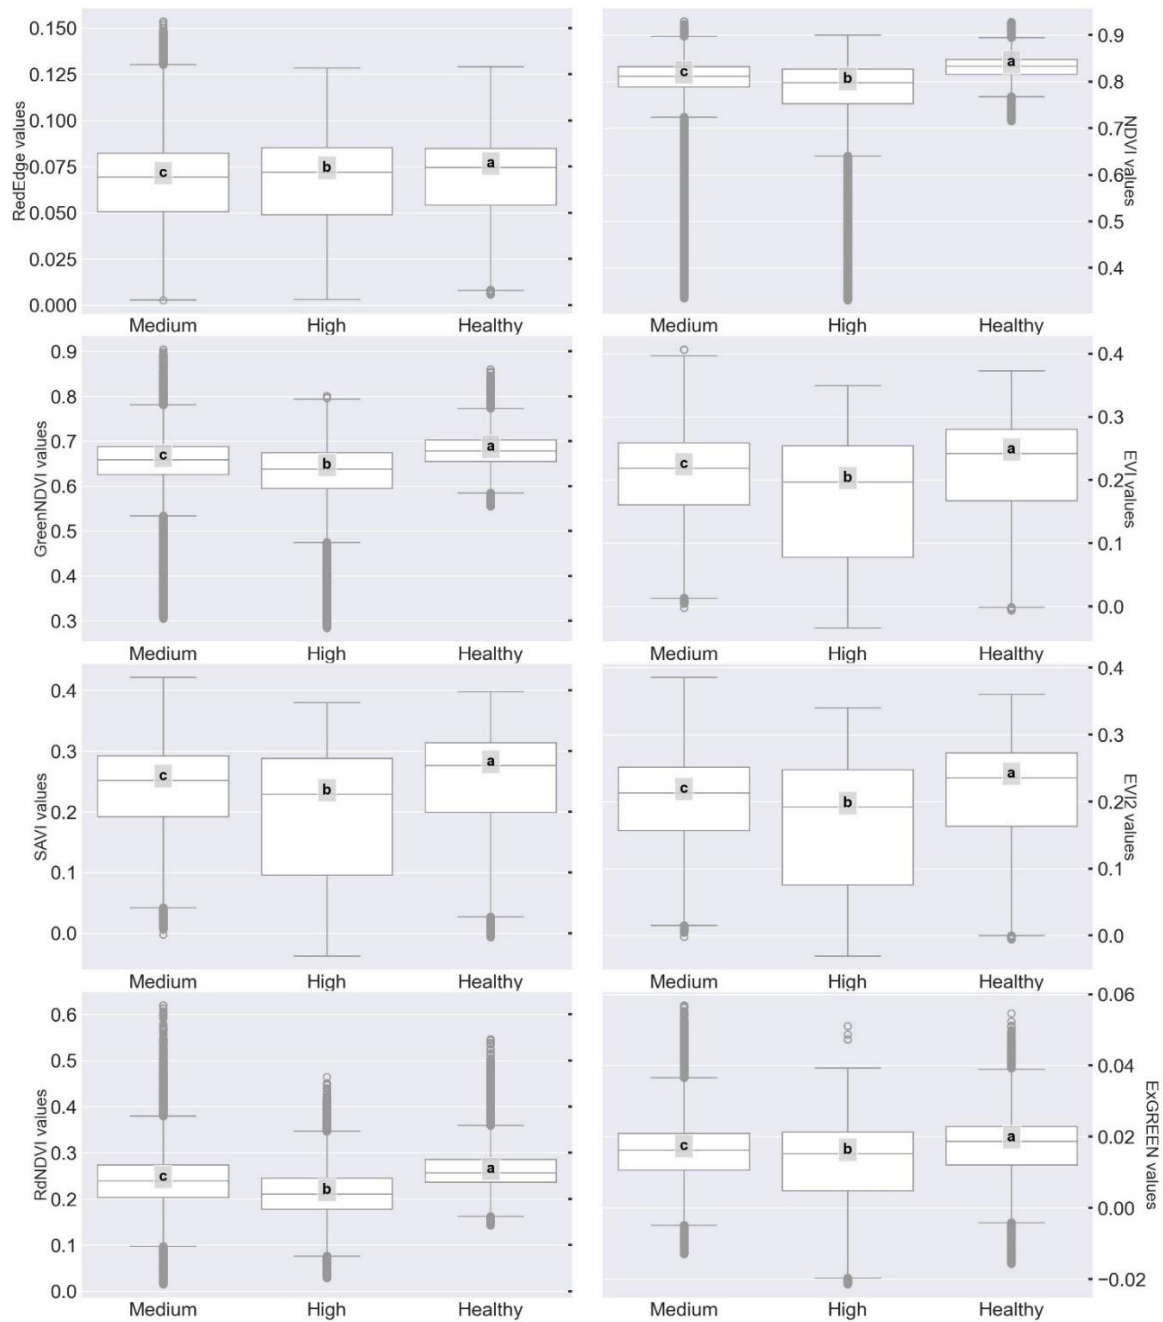 0.150
0.125
0.100
0.075
0.050
0.025
0.000
RedEdge values
c
b
a
Medium High Healthy
0.9
0.8
0.7
0.6
0.5
0.4
NDVI values
c
b
a
Medium High Healthy
0.9
0.8
0.7
0.6
0.5
0.4
0.3
GreenNDVI values
c
b
a
Medium High Healthy
0.4
0.3
0.2
0.1
0.0
EVI values
c
b
a
Medium High Healthy
0.4
0.3
0.2
0.1
0.0
SAVI values
c
b
a
Medium High Healthy
0.4
0.3
0.2
0.1
0.0
EVI2 values
c
b
a
Medium High Healthy
0.6
0.5
0.4
0.3
0.2
0.1
0.0
RdNDVI values
c
b
a
Medium High Healthy
0.06
0.04
0.02
0.00
−0.02
ExGREEN values
c
b
a
Medium High Healthy